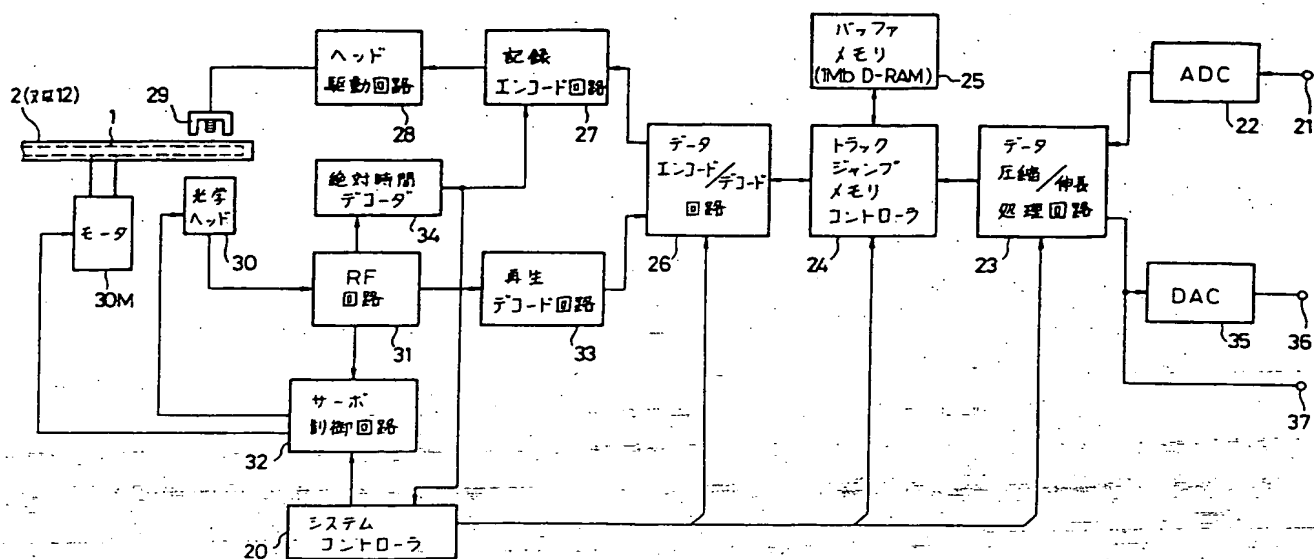 バッファ
メモリ
(1Mb D-RAM)
25
ヘッド
駆動回路
28
記録
エンコード回路
27
ADC
22
21
29
2(又は12)
1
データ
エンコード/デコード
回路
26
トラック
ジャンプ
メモリ
コントローラ
24
データ
圧縮/伸長
処理回路
23
絶対時間
デコーダ
34
光学
ヘッド
30
モータ
30M
RF
回路
31
再生
デコード回路
33
DAC
35
36
37
サーボ
制御回路
32
システム
コントローラ
20